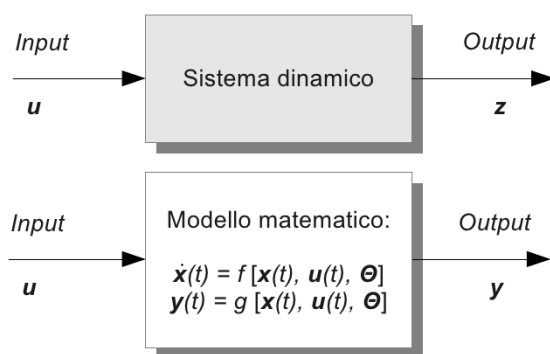 Input
Sistema dinamico
Output
u
z
Input
Modello matematico:
Output
ẋ(t) = f [x(t), u(t), Θ]
u
y(t) = g [x(t), u(t), Θ]
y